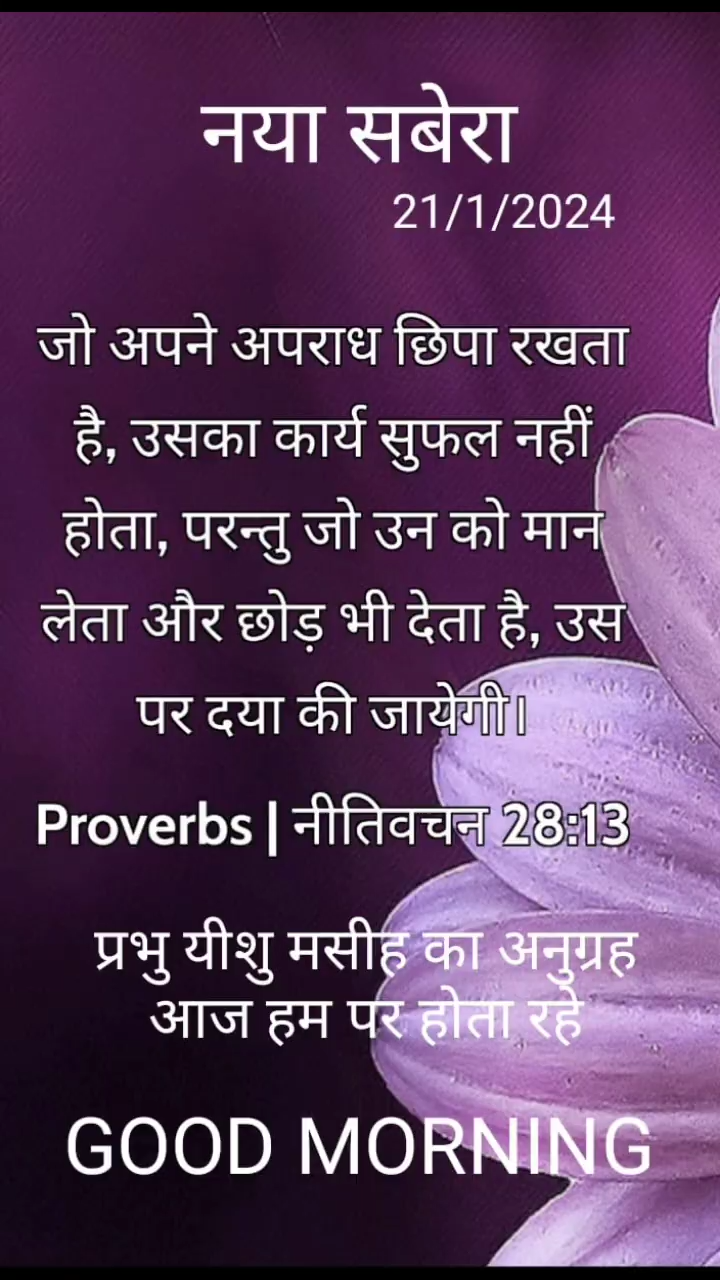 नया सबेरा
21/1/2024
जो अपने अपराध छिपा रखता
है, उसका कार्य सुफल नहीं
होता, परन्तु जो उन को मान
लेता और छोड़ भी देता है, उस
पर दया की जायेगी।
Proverbs | नीतिवचन 28:13
प्रभु यीशु मसीह का अनुग्रह
आज हम पर होता रहे
GOOD MORNING